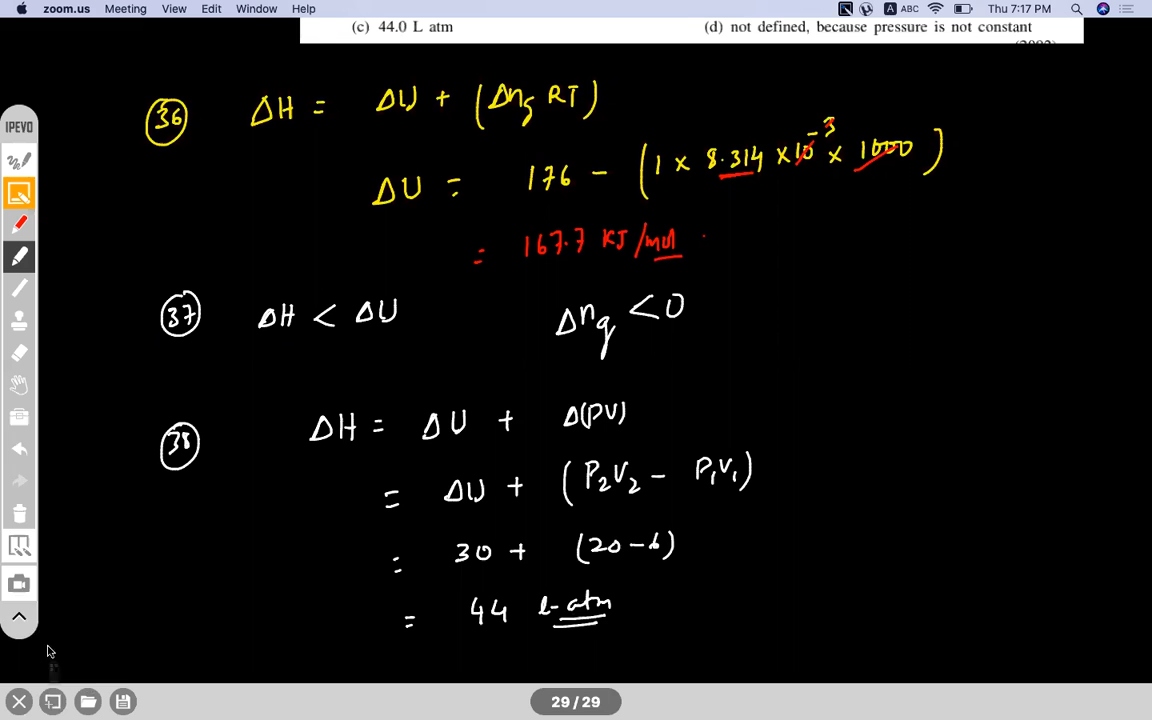 zoom.us Meeting View Edit Window Help ABC Thu 7:17 PM
(c) 44.0 L atm (d) not defined, because pressure is not constant
IPEVO
36 ΔH = ΔU + (Δng RT)
ΔU = 176 - (1 × 8.314 × 10⁻³ × 1000)
= 167.7 KJ/mol
37 ΔH < ΔU Δng < 0
38 ΔH = ΔU + Δ(PV)
= ΔU + (P₂V₂ - P₁V₁)
= 30 + (20-6)
= 44 l-atm
29 / 29